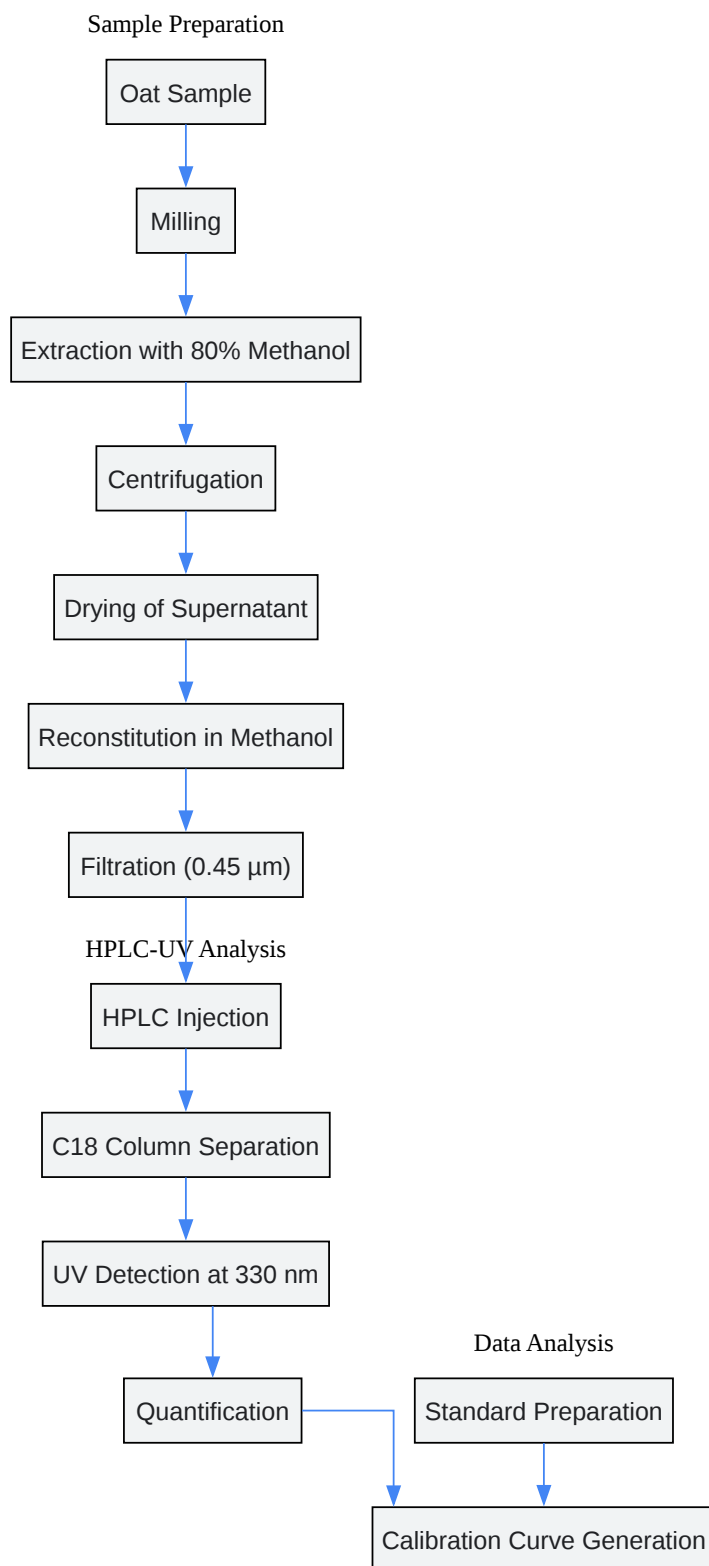 Sample Preparation
Oat Sample
Milling
Extraction with 80% Methanol
Centrifugation
Drying of Supernatant
Reconstitution in Methanol
Filtration (0.45 µm)
HPLC-UV Analysis
HPLC Injection
C18 Column Separation
UV Detection at 330 nm
Data Analysis
Quantification
Standard Preparation
Calibration Curve Generation